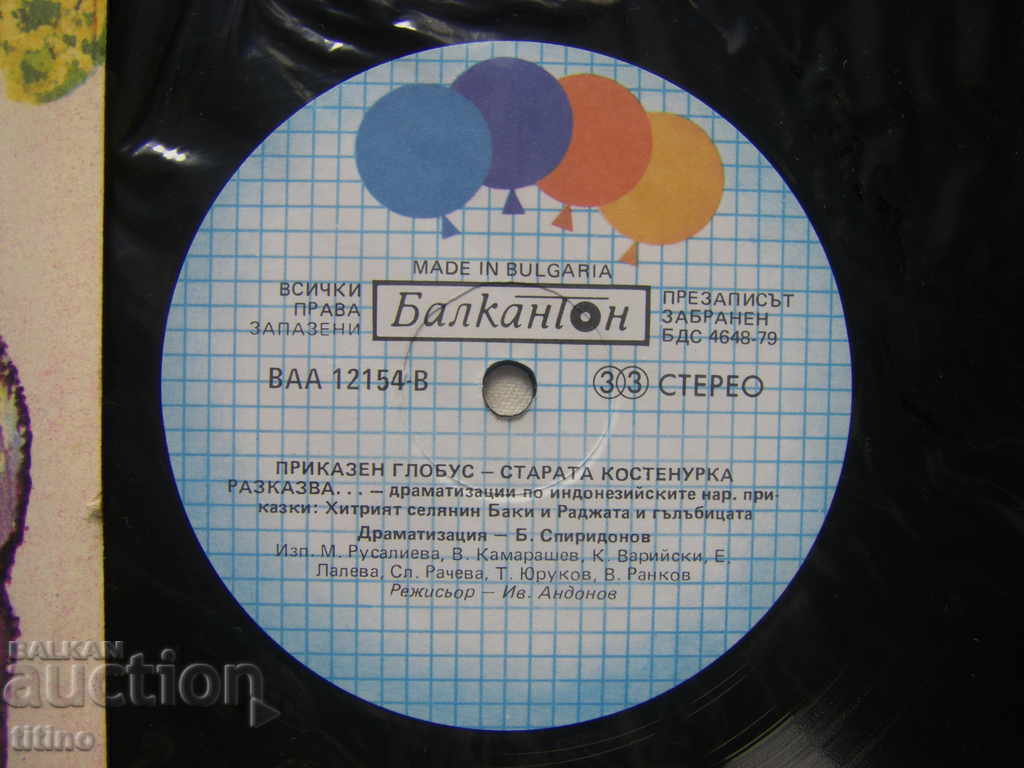 MADE IN BULGARIA
ВСИЧКИ
ПРАВА
ЗАПАЗЕНИ
Балкантон
ПРЕЗАПИСЪТ
ЗАБРАНЕН
БДС 4648-79
ВАА 12154-В
33 СТЕРЕО
ПРИКАЗЕН ГЛОБУС – СТАРАТА КОСТЕНУРКА
РАЗКАЗВА... – драматизации по индонезийските нар. при-
казки: Хитрият селянин Баки и Раджата и гълъбицата
Драматизация – Б. Спиридонов
Изп. М. Русалиева, В. Камарашев, К. Варийски, Е.
Лалева, Сл. Рачева, Т. Юруков, В. Ранков
Режисьор – Ив. Андонов
BALKAN
auction
titino